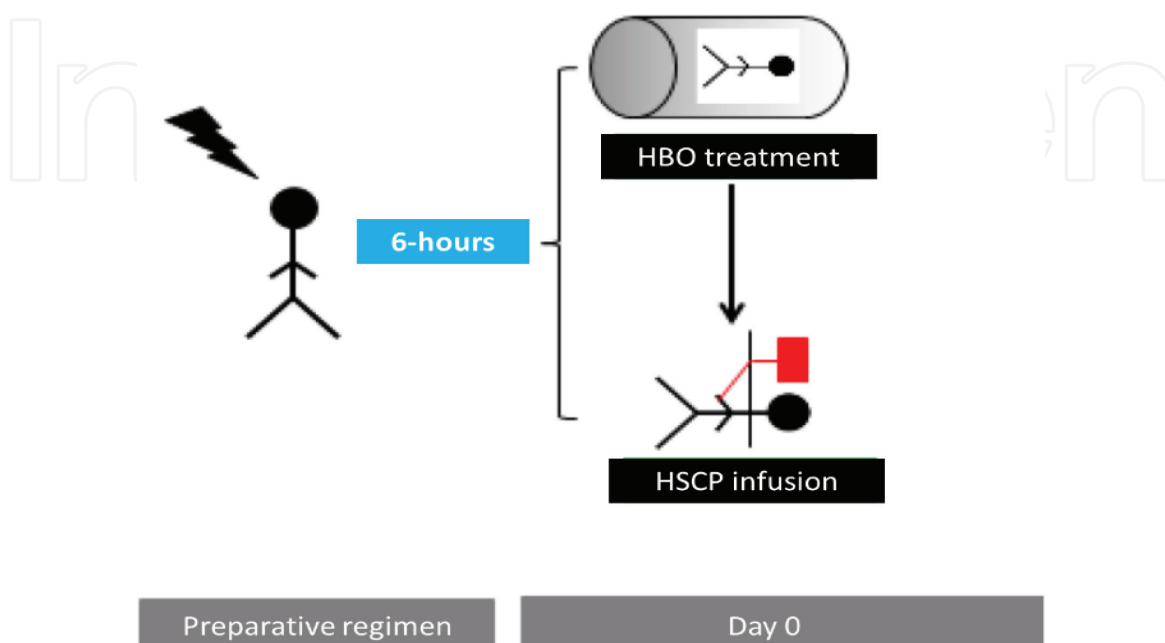 HBO treatment
6-hours
HSCP infusion
Preparative regimen
Day 0